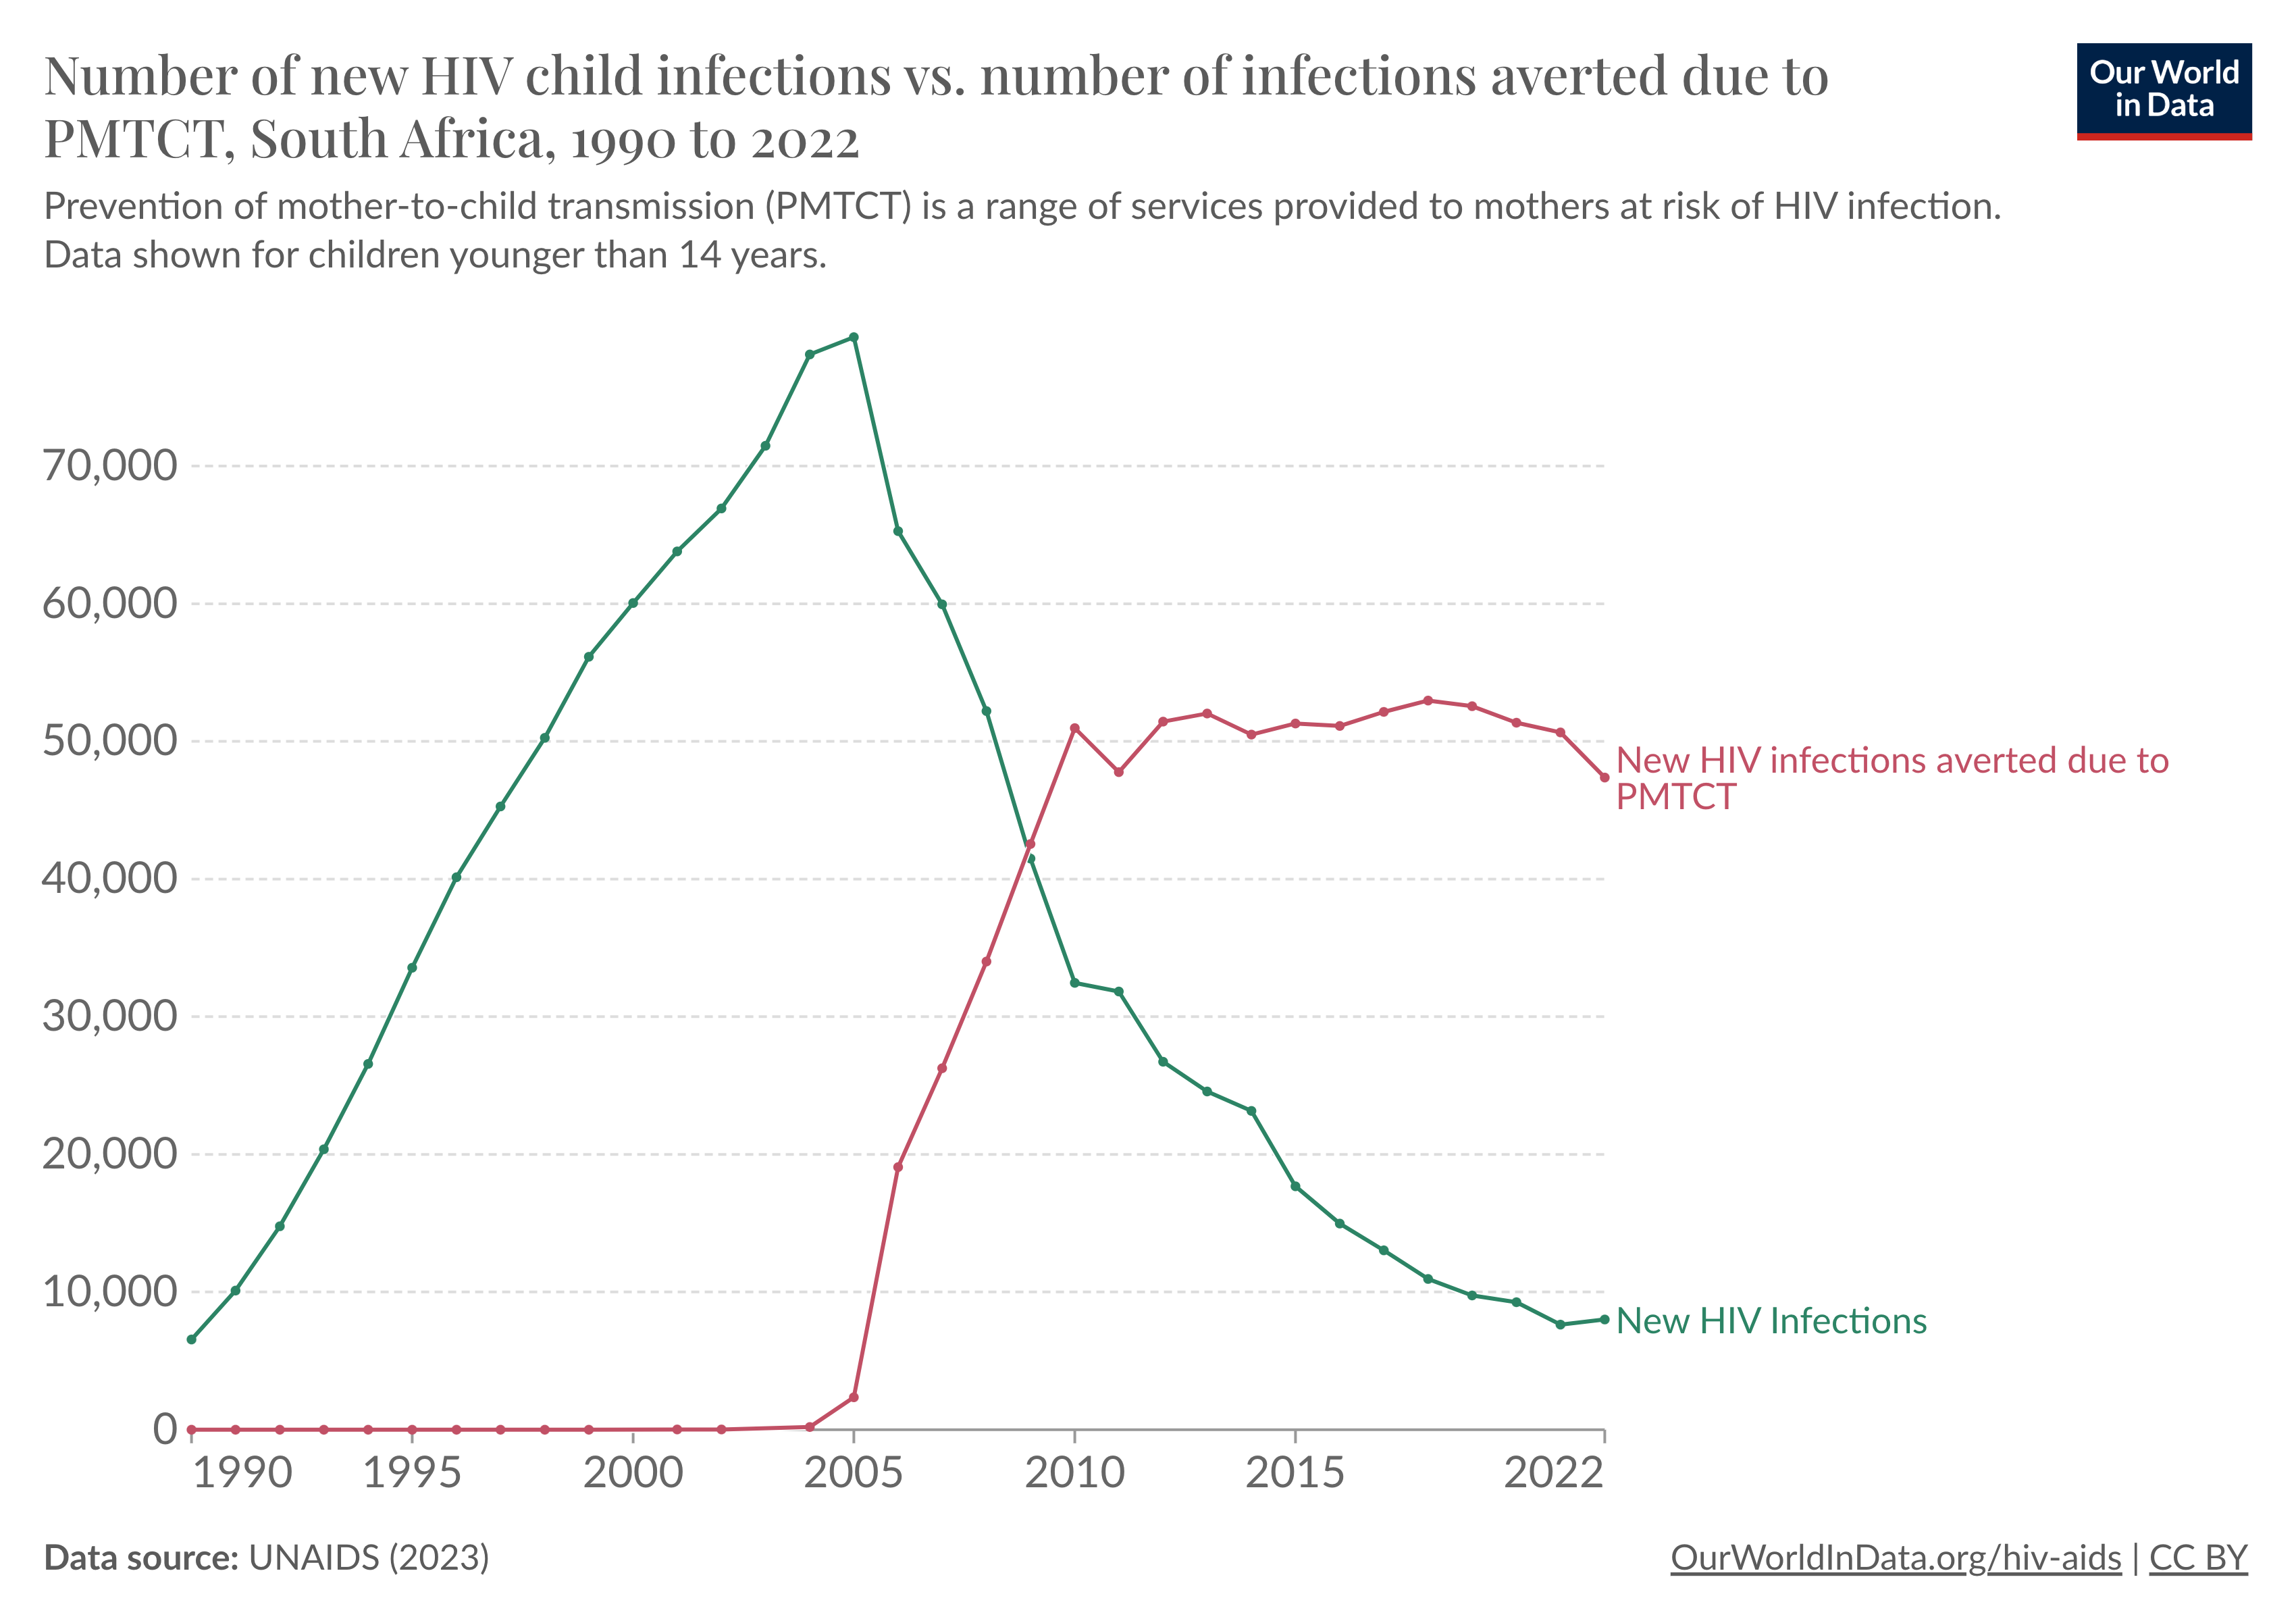 Number of new HIV child infections vs. number of infections averted due to
PMTCT, South Africa, 1990 to 2022
Our World
in Data
Prevention of mother-to-child transmission (PMTCT) is a range of services provided to mothers at risk of HIV infection.
Data shown for children younger than 14 years.
70,000
60,000
50,000
40,000
30,000
20,000
10,000
0
New HIV infections averted due to
PMTCT
New HIV Infections
1990 1995 2000 2005 2010 2015 2022
Data source: UNAIDS (2023)
OurWorldInData.org/hiv-aids | CC BY